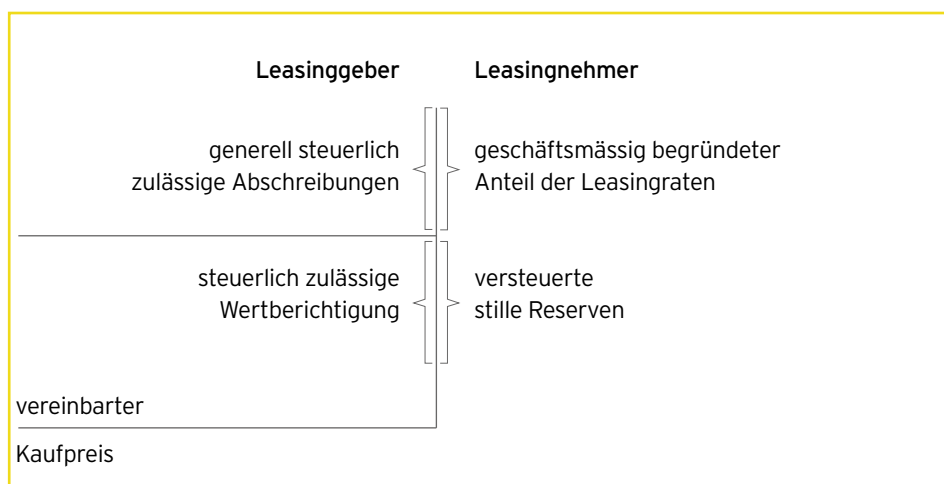 Leasinggeber
Leasingnehmer
generell steuerlich
zulässige Abschreibungen
geschäftsmässig begründeter
Anteil der Leasingraten
steuerlich zulässige
Wertberichtigung
versteuerte
stille Reserven
vereinbarter
Kaufpreis